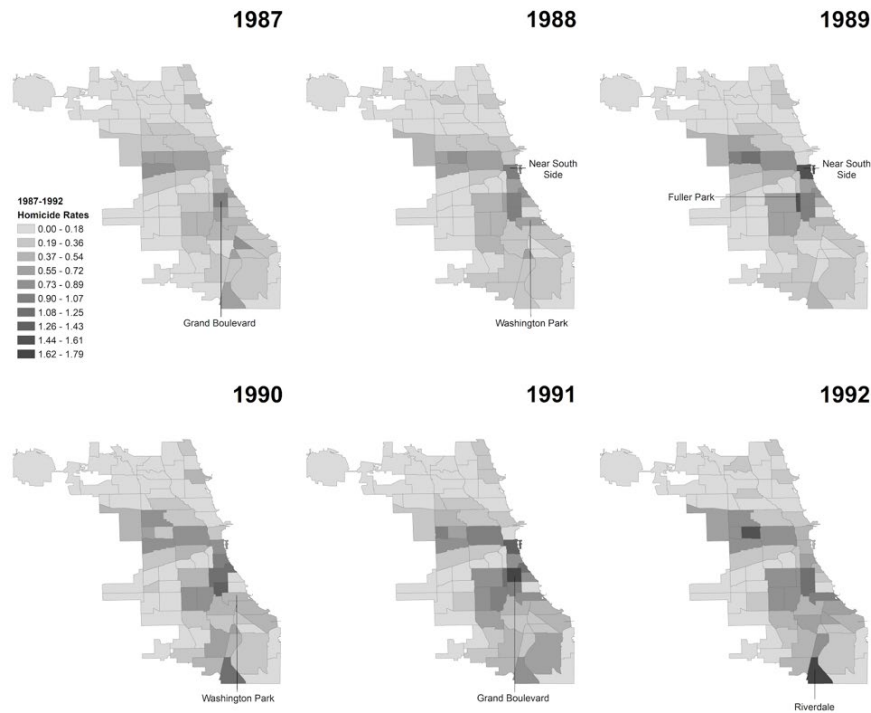 1987
1988
1989
Near South
Side
Near South
Side
Fuller Park
1987-1992
Homicide Rates
0.00 - 0.18
0.19 - 0.36
0.37 - 0.54
0.55 - 0.72
0.73 - 0.89
0.90 - 1.07
1.08 - 1.25
1.26 - 1.43
1.44 - 1.61
1.62 - 1.79
Grand Boulevard
Washington Park
1990
1991
1992
Washington Park
Grand Boulevard
Riverdale